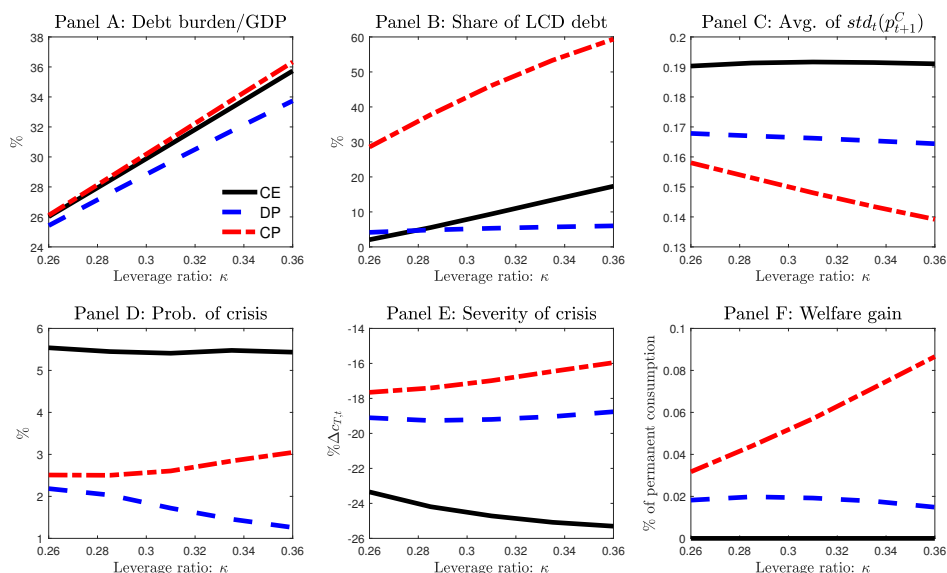 Panel A: Debt burden/GDP
%
38
36
34
32
30
28
26
24
CE
DP
CP
0.26 0.28 0.3 0.32 0.34 0.36
Leverage ratio: κ
Panel B: Share of LCD debt
%
60
50
40
30
20
10
0
0.26 0.28 0.3 0.32 0.34 0.36
Leverage ratio: κ
Panel C: Avg. of std_t(p^C_{t+1})
0.2
0.19
0.18
0.17
0.16
0.15
0.14
0.13
0.26 0.28 0.3 0.32 0.34 0.36
Leverage ratio: κ
Panel D: Prob. of crisis
%
6
5
4
3
2
1
0.26 0.28 0.3 0.32 0.34 0.36
Leverage ratio: κ
Panel E: Severity of crisis
%Δc_{T,t}
-14
-16
-18
-20
-22
-24
-26
0.26 0.28 0.3 0.32 0.34 0.36
Leverage ratio: κ
Panel F: Welfare gain
% of permanent consumption
0.1
0.08
0.06
0.04
0.02
0
0.26 0.28 0.3 0.32 0.34 0.36
Leverage ratio: κ